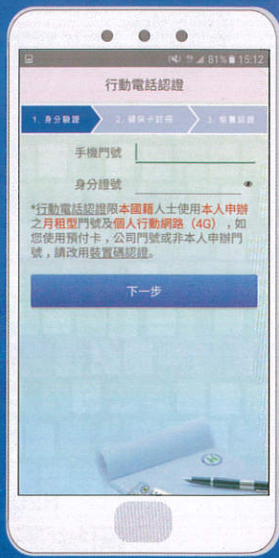 81% 15:12
行動電話認證
1. 身分驗證
2. 健保卡註冊
3. 裝置認證
手機門號
身分證號
*行動電話認證限本國籍人士使用本人申辦
之月租型門號及個人行動網路（4G），如
您使用預付卡，公司門號或非本人申辦門
號，請改用裝置碼認證。
下一步